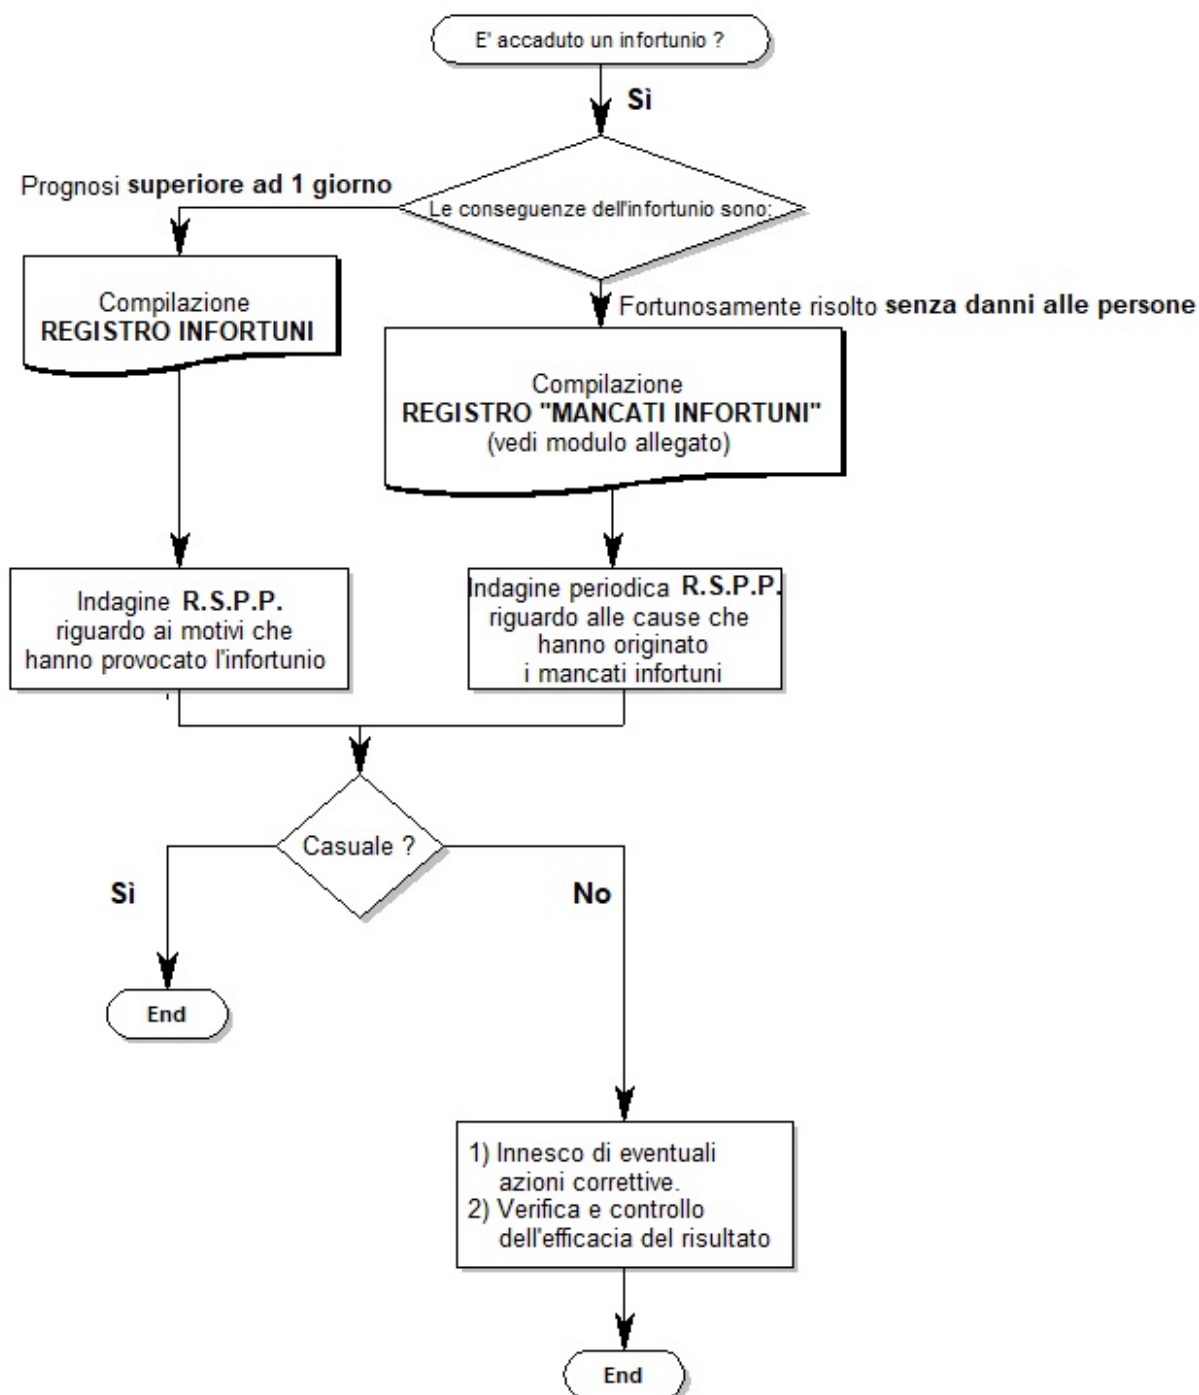 E' accaduto un infortunio ?
Sì
Prognosi superiore ad 1 giorno
Le conseguenze dell'infortunio sono:
Compilazione
REGISTRO INFORTUNI
Fortunosamente risolto senza danni alle persone
Compilazione
REGISTRO "MANCATI INFORTUNI"
(vedi modulo allegato)
Indagine R.S.P.P.
riguardo ai motivi che
hanno provocato l'infortunio
Indagine periodica R.S.P.P.
riguardo alle cause che
hanno originato
i mancati infortuni
Casuale ?
Sì
No
End
1) Innesco di eventuali
azioni correttive.
2) Verifica e controllo
dell'efficacia del risultato
End